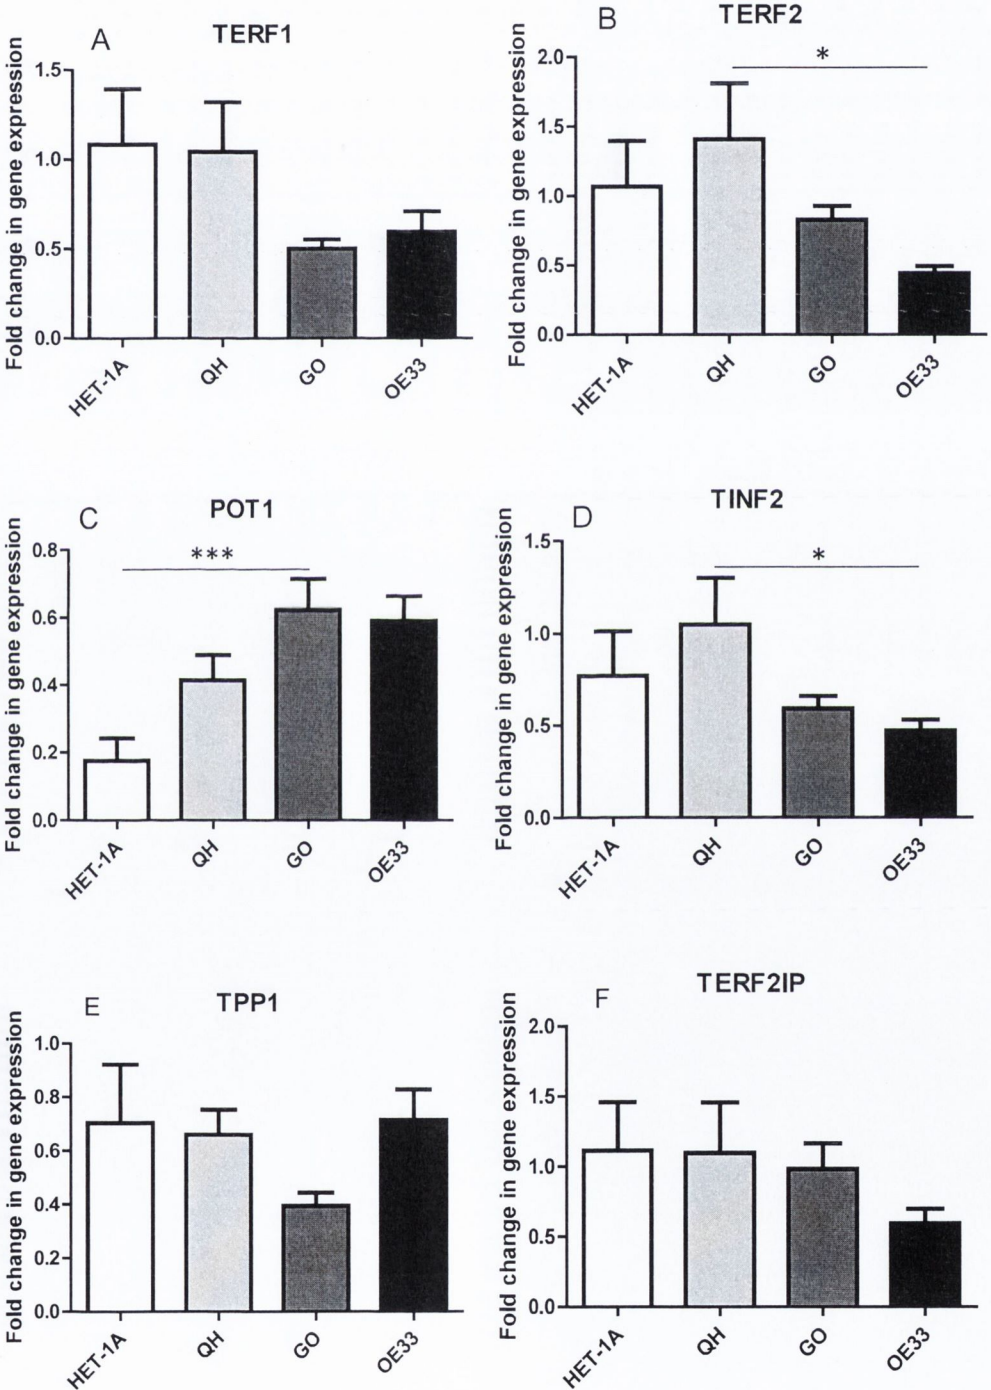 A
TERF1
Fold change in gene expression
1.5
1.0
0.5
0.0
HET-1A
QH
GO
OE33
B
TERF2
Fold change in gene expression
2.0
*
1.5
1.0
0.5
0.0
HET-1A
QH
GO
OE33
C
POT1
Fold change in gene expression
0.8
***
0.6
0.4
0.2
0.0
HET-1A
QH
GO
OE33
D
TINF2
Fold change in gene expression
1.5
*
1.0
0.5
0.0
HET-1A
QH
GO
OE33
E
TPP1
Fold change in gene expression
1.0
0.8
0.6
0.4
0.2
0.0
HET-1A
QH
GO
OE33
F
TERF2IP
Fold change in gene expression
2.0
1.5
1.0
0.5
0.0
HET-1A
QH
GO
OE33